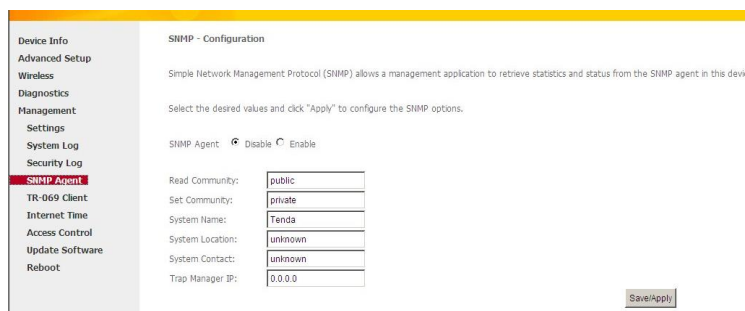 Device Info
Advanced Setup
Wireless
Diagnostics
Management
Settings
System Log
Security Log
SNMP Agent
TR-069 Client
Internet Time
Access Control
Update Software
Reboot
SNMP - Configuration
Simple Network Management Protocol (SNMP) allows a management application to retrieve statistics and status from the SNMP agent in this devi
Select the desired values and click "Apply" to configure the SNMP options.
SNMP Agent Disable Enable
Read Community: public
Set Community: private
System Name: Tenda
System Location: unknown
System Contact: unknown
Trap Manager IP: 0.0.0.0
Save/Apply